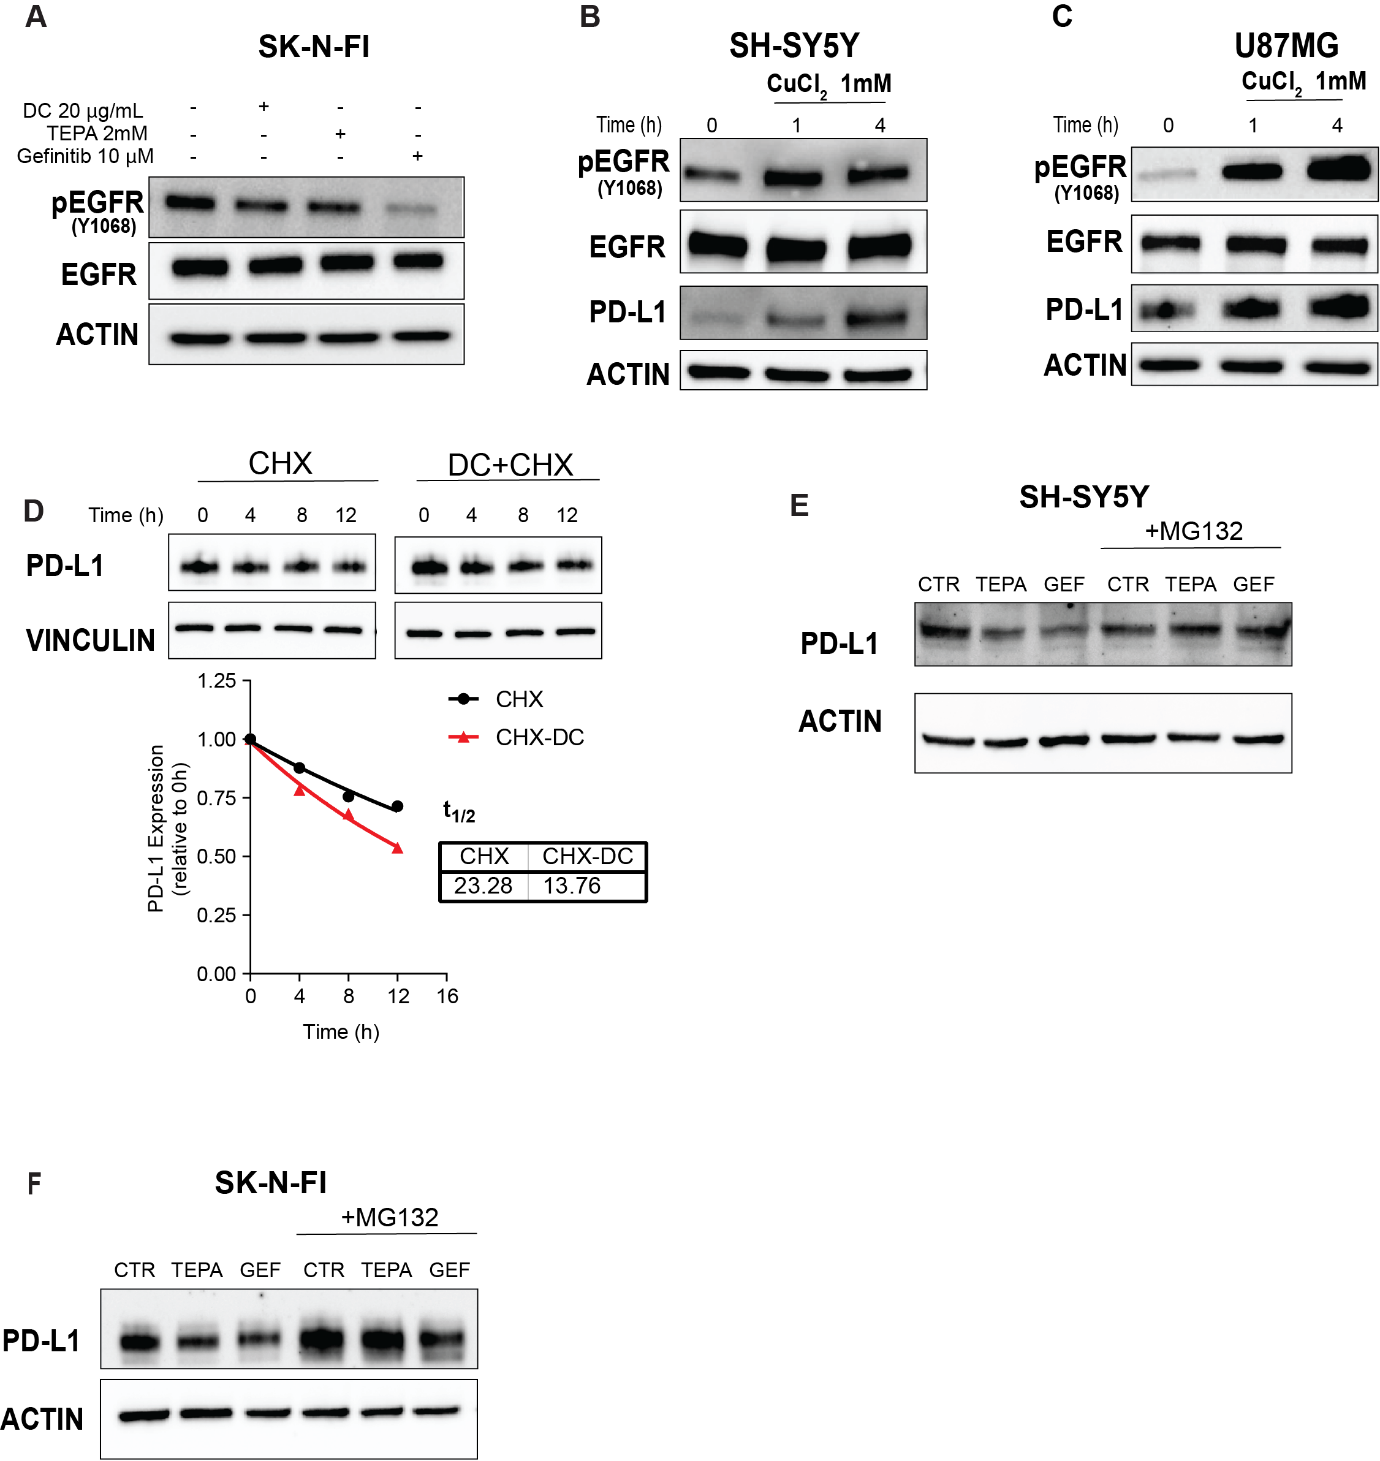 A
SK-N-FI
DC 20 µg/mL - + - -
TEPA 2mM - - + -
Gefinitib 10 µM - - - +
pEGFR
(Y1068)
EGFR
ACTIN
B
SH-SY5Y
CuCl2 1mM
Time (h) 0 1 4
pEGFR
(Y1068)
EGFR
PD-L1
ACTIN
C
U87MG
CuCl2 1mM
Time (h) 0 1 4
pEGFR
(Y1068)
EGFR
PD-L1
ACTIN
D
CHX DC+CHX
Time (h) 0 4 8 12 0 4 8 12
PD-L1
VINCULIN
PD-L1 Expression
(relative to 0h)
1.25
1.00
0.75
0.50
0.25
0.00
0 4 8 12 16
Time (h)
CHX
CHX-DC
t1/2
CHX CHX-DC
23.28 13.76
E
SH-SY5Y
+MG132
CTR TEPA GEF CTR TEPA GEF
PD-L1
ACTIN
F
SK-N-FI
+MG132
CTR TEPA GEF CTR TEPA GEF
PD-L1
ACTIN